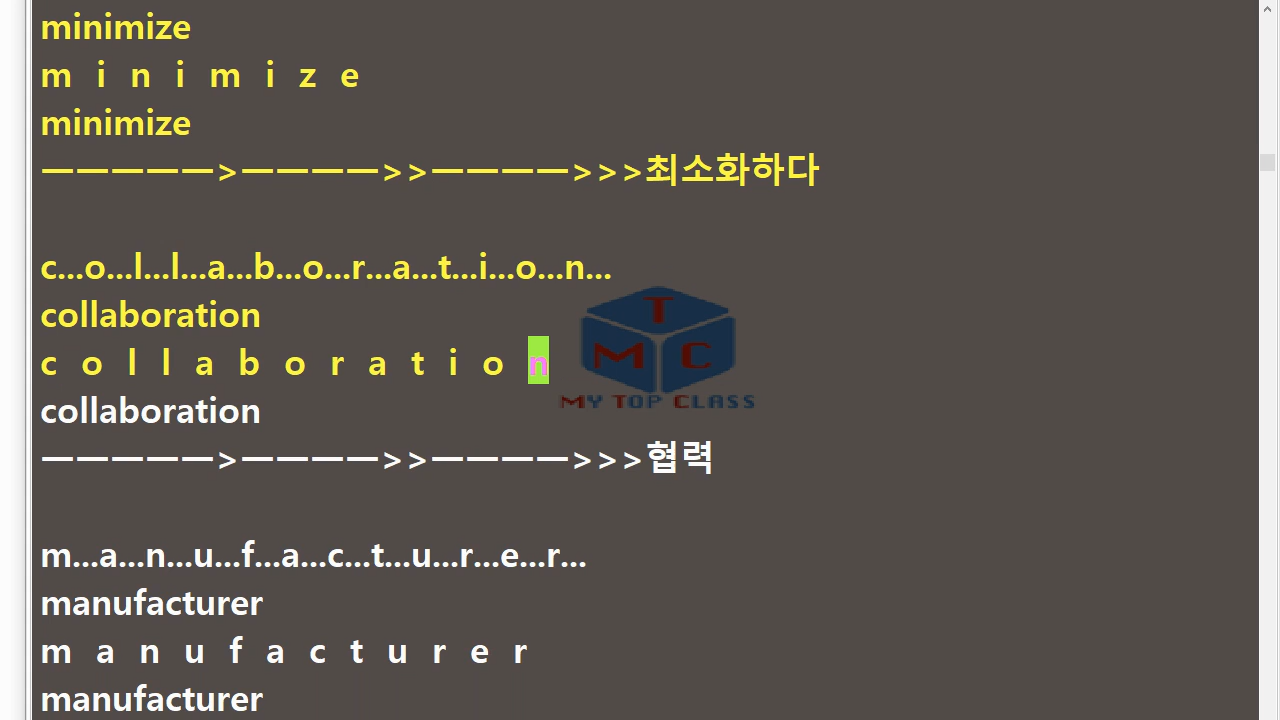 minimize
m i n i m i z e
minimize
—————>————>>————>>>최소화하다
c...o...l...l...a...b...o...r...a...t...i...o...n...
collaboration
c o l l a b o r a t i o n
collaboration
—————>————>>————>>>협력
T
M C
MY TOP CLASS
m...a...n...u...f...a...c...t...u...r...e...r...
manufacturer
m a n u f a c t u r e r
manufacturer